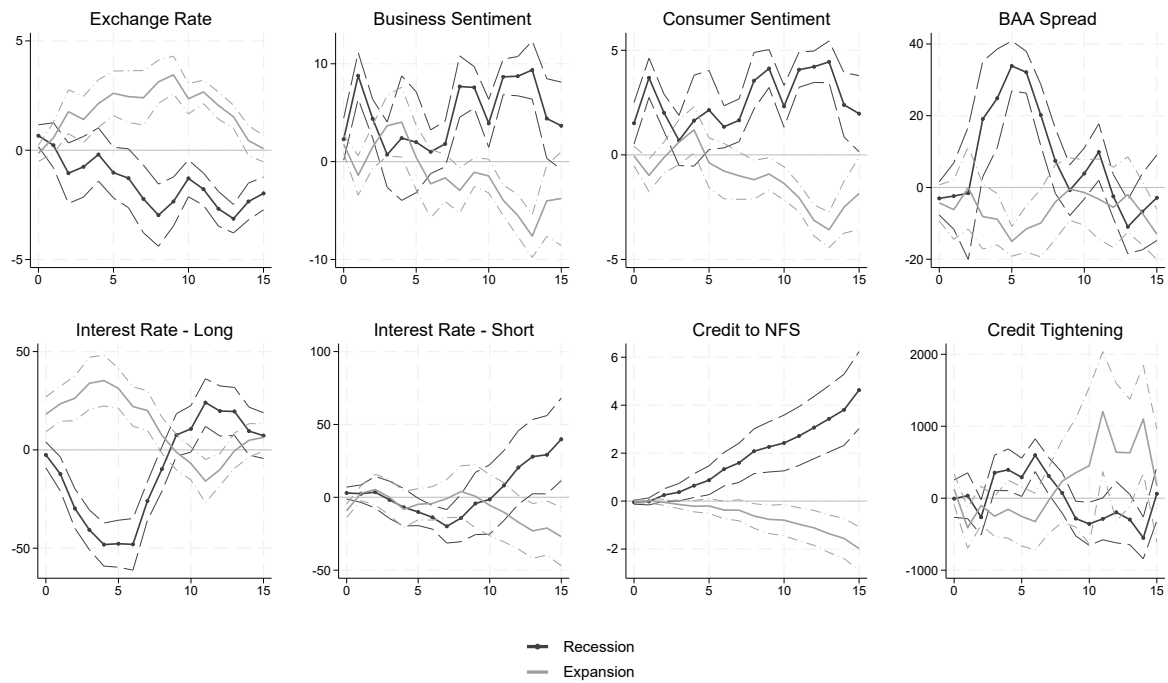 Exchange Rate
5
0
-5
0 5 10 15
Business Sentiment
10
0
-10
0 5 10 15
Consumer Sentiment
5
0
-5
0 5 10 15
BAA Spread
40
20
0
-20
0 5 10 15
Interest Rate - Long
50
0
-50
0 5 10 15
Interest Rate - Short
100
50
0
-50
0 5 10 15
Credit to NFS
6
4
2
0
-2
0 5 10 15
Credit Tightening
2000
1000
0
-1000
0 5 10 15
Recession
Expansion